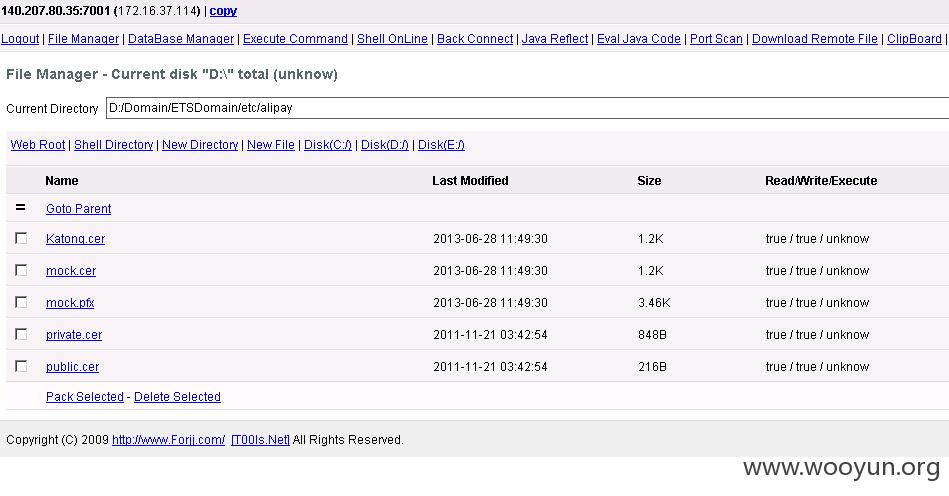 140.207.80.35:7001 (172.16.37.114) | copy
Logout | File Manager | DataBase Manager | Execute Command | Shell OnLine | Back Connect | Java Reflect | Eval Java Code | Port Scan | Download Remote File | ClipBoard |
File Manager - Current disk "D:\" total (unknow)
Current Directory D:/Domain/ETSDomain/etc/alipay
Web Root | Shell Directory | New Directory | New File | Disk(C:/) | Disk(D:/) | Disk(E:/)
Name Last Modified Size Read/Write/Execute
= Goto Parent
Katong.cer 2013-06-28 11:49:30 1.2K true / true / unknow
mock.cer 2013-06-28 11:49:30 1.2K true / true / unknow
mock.pfx 2013-06-28 11:49:30 3.46K true / true / unknow
private.cer 2011-11-21 03:42:54 848B true / true / unknow
public.cer 2011-11-21 03:42:54 216B true / true / unknow
Pack Selected - Delete Selected
Copyright (C) 2009 http://www.Forjj.com/ [T00ls.Net] All Rights Reserved.
www.wooyun.org